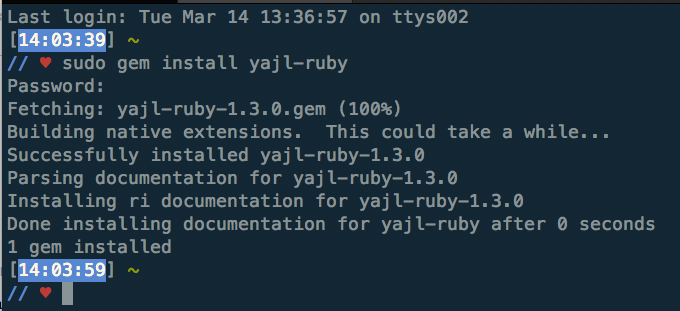 Last login: Tue Mar 14 13:36:57 on ttys002
[14:03:39] ~
// ♥ sudo gem install yajl-ruby
Password:
Fetching: yajl-ruby-1.3.0.gem (100%)
Building native extensions.  This could take a while...
Successfully installed yajl-ruby-1.3.0
Parsing documentation for yajl-ruby-1.3.0
Installing ri documentation for yajl-ruby-1.3.0
Done installing documentation for yajl-ruby after 0 seconds
1 gem installed
[14:03:59] ~
// ♥